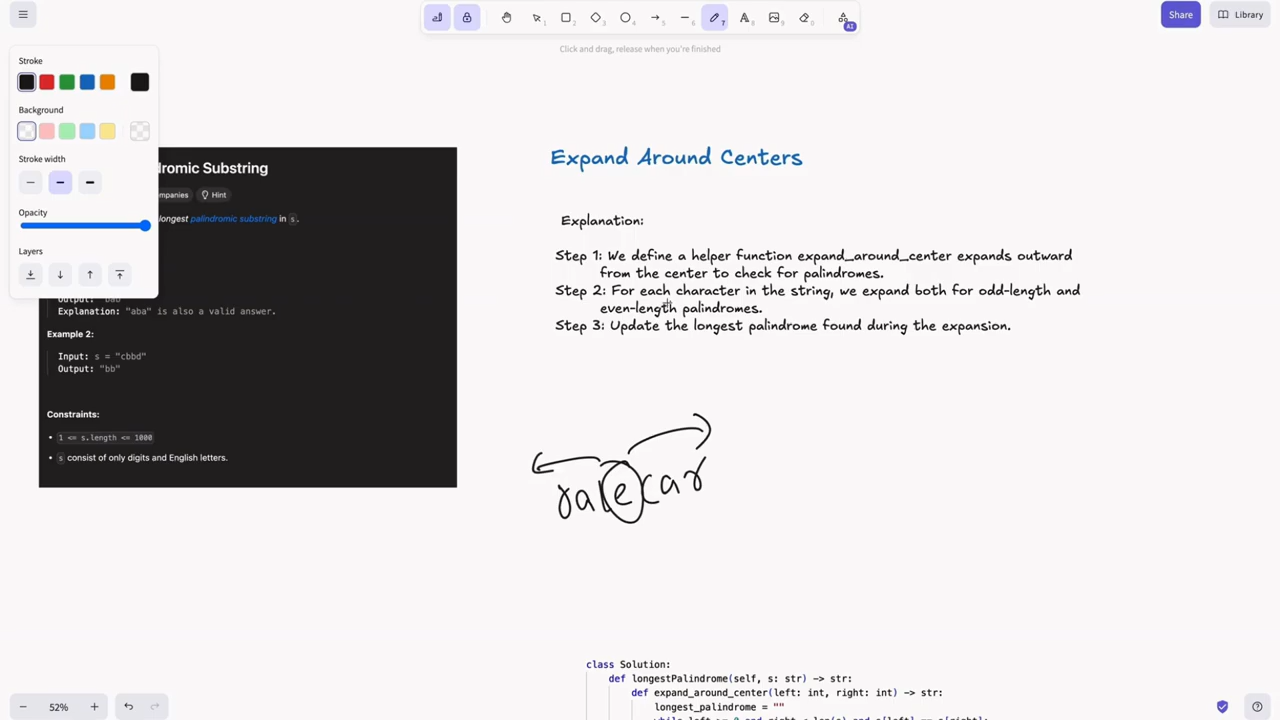 Share
Library
Click and drag, release when you're finished
Stroke
Background
Stroke width
Opacity
Layers
romic Substring
mpanies Hint
longest palindromic substring in s.
Explanation: "aba" is also a valid answer.
Example 2:
Input: s = "cbbd"
Output: "bb"
Constraints:
1 <= s.length <= 1000
s consist of only digits and English letters.
Expand Around Centers
Explanation:
Step 1: We define a helper function expand_around_center expands outward
from the center to check for palindromes.
Step 2: For each character in the string, we expand both for odd-length and
even-length palindromes.
Step 3: Update the longest palindrome found during the expansion.
racecar
class Solution:
def longestPalindrome(self, s: str) -> str:
def expand_around_center(left: int, right: int) -> str:
longest_palindrome = ""
52%